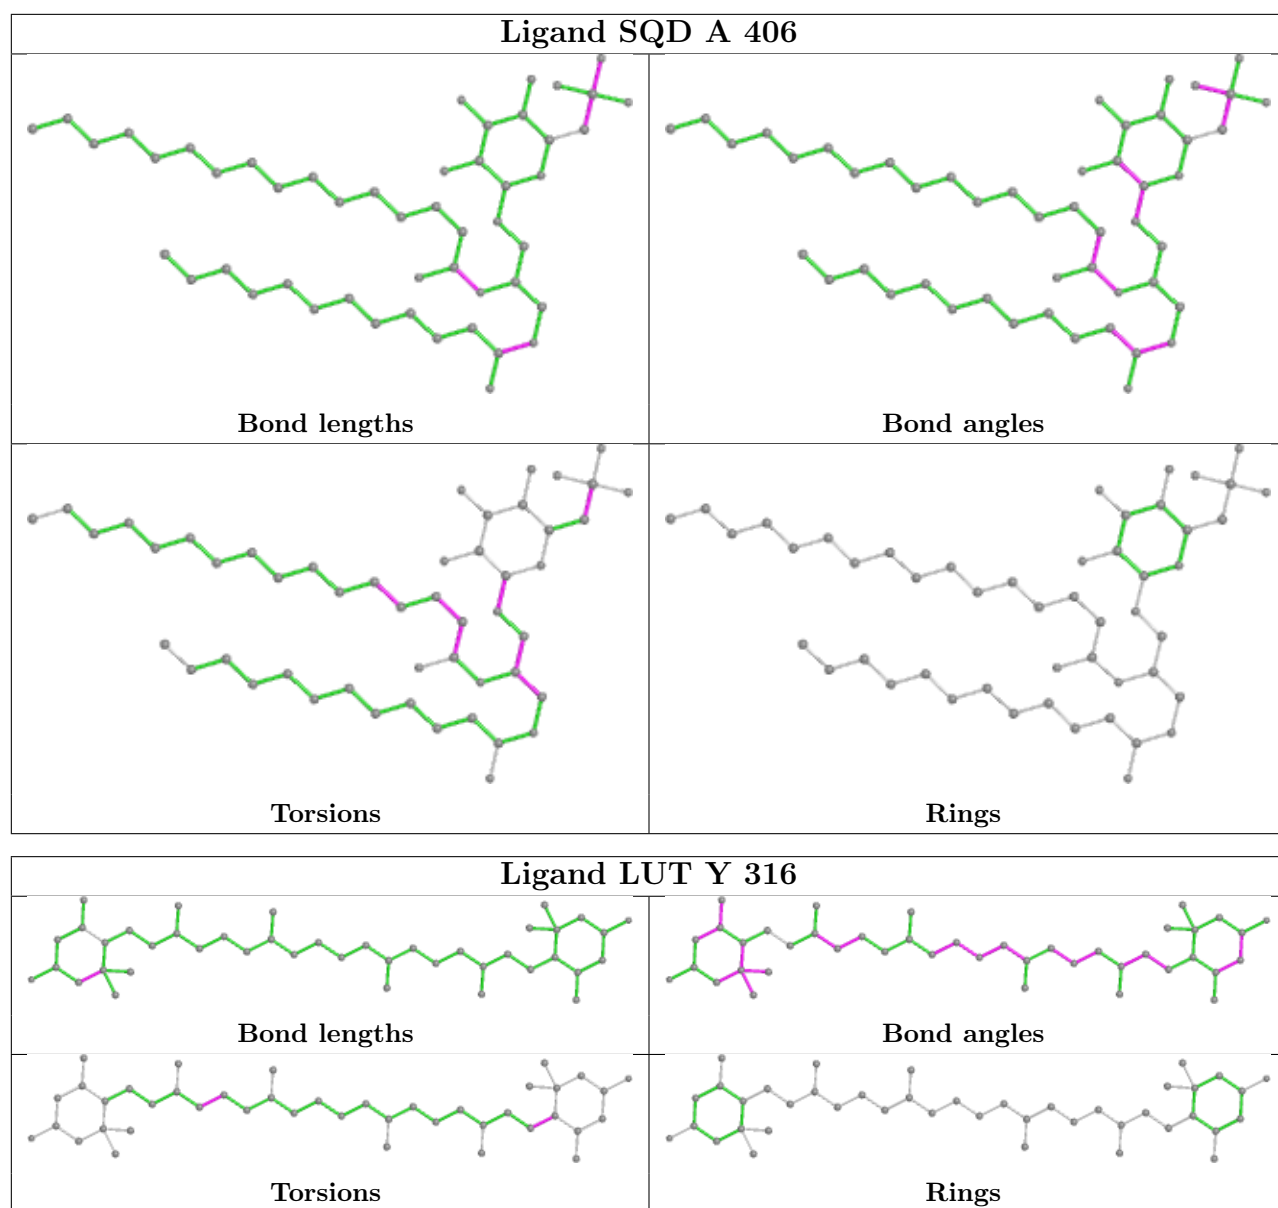 Ligand SQD A 406
Bond lengths
Bond angles
Torsions
Rings
Ligand LUT Y 316
Bond lengths
Bond angles
Torsions
Rings